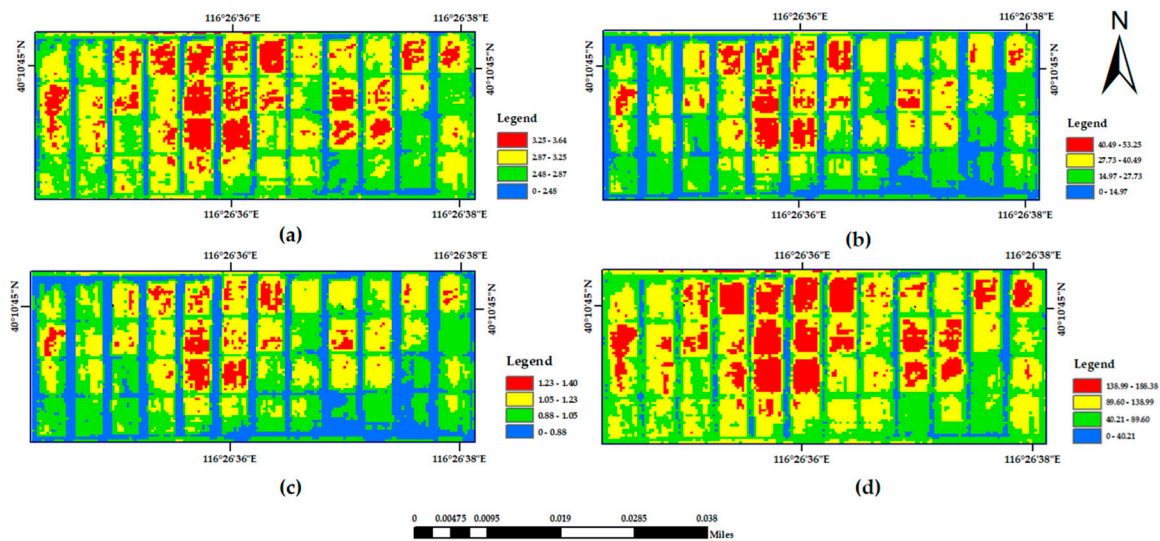 116°26'36"E 116°26'38"E
40°10'45"N 40°10'45"N
Legend
3.25 - 3.64
2.87 - 3.25
2.48 - 2.87
0 - 2.48
116°26'36"E 116°26'38"E
(a)
116°26'36"E 116°26'38"E
N
40°10'45"N 40°10'45"N
Legend
40.49 - 53.25
27.73 - 40.49
14.97 - 27.73
0 - 14.97
116°26'36"E 116°26'38"E
(b)
116°26'36"E 116°26'38"E
40°10'45"N 40°10'45"N
Legend
1.23 - 1.40
1.05 - 1.23
0.88 - 1.05
0 - 0.88
116°26'36"E 116°26'38"E
(c)
116°26'36"E 116°26'38"E
40°10'45"N 40°10'45"N
Legend
138.99 - 188.38
89.60 - 138.99
40.21 - 89.60
0 - 40.21
116°26'36"E 116°26'38"E
(d)
0 0.00475 0.0095 0.019 0.0285 0.038
Miles